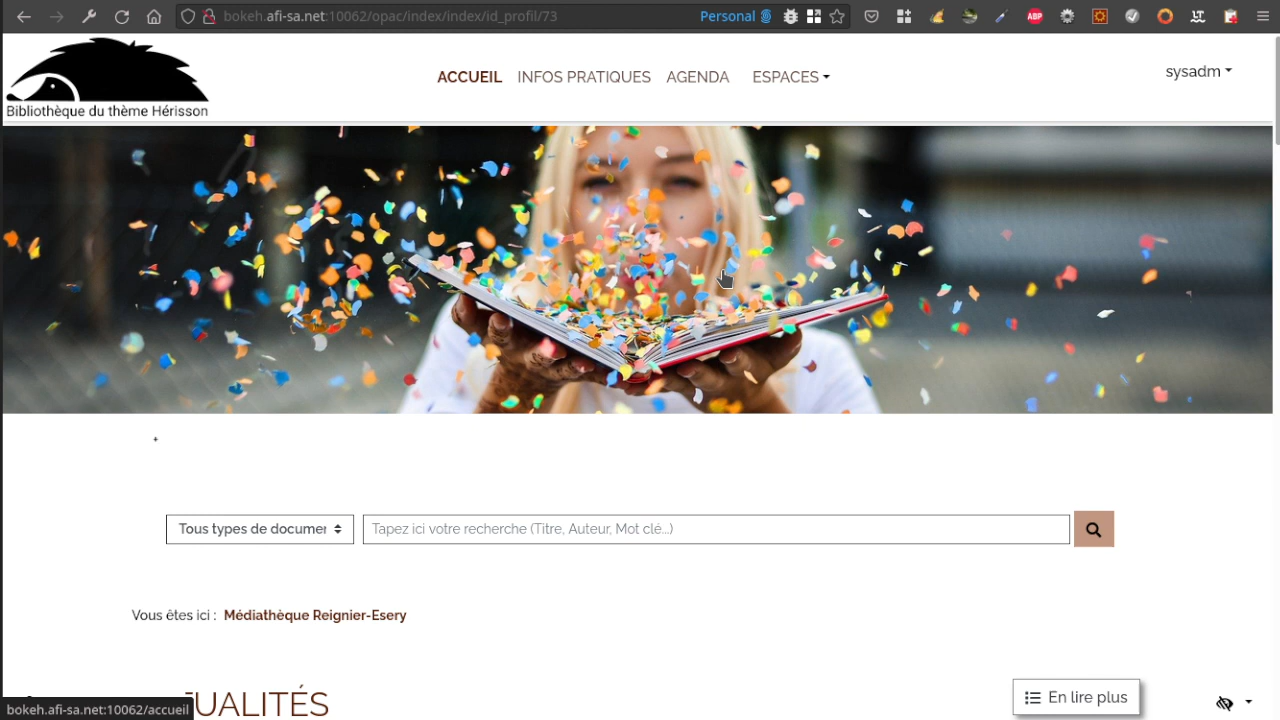 bokeh.afi-sa.net:10062/opac/index/index/id_profil/73
Personal
ABP
Bibliothèque du thème Hérisson
ACCUEIL INFOS PRATIQUES AGENDA ESPACES
sysadm
Tous types de documer
Tapez ici votre recherche (Titre, Auteur, Mot clé...)
Vous êtes ici : Médiathèque Reignier-Esery
UALITÉS
En lire plus
bokeh.afi-sa.net:10062/accueil